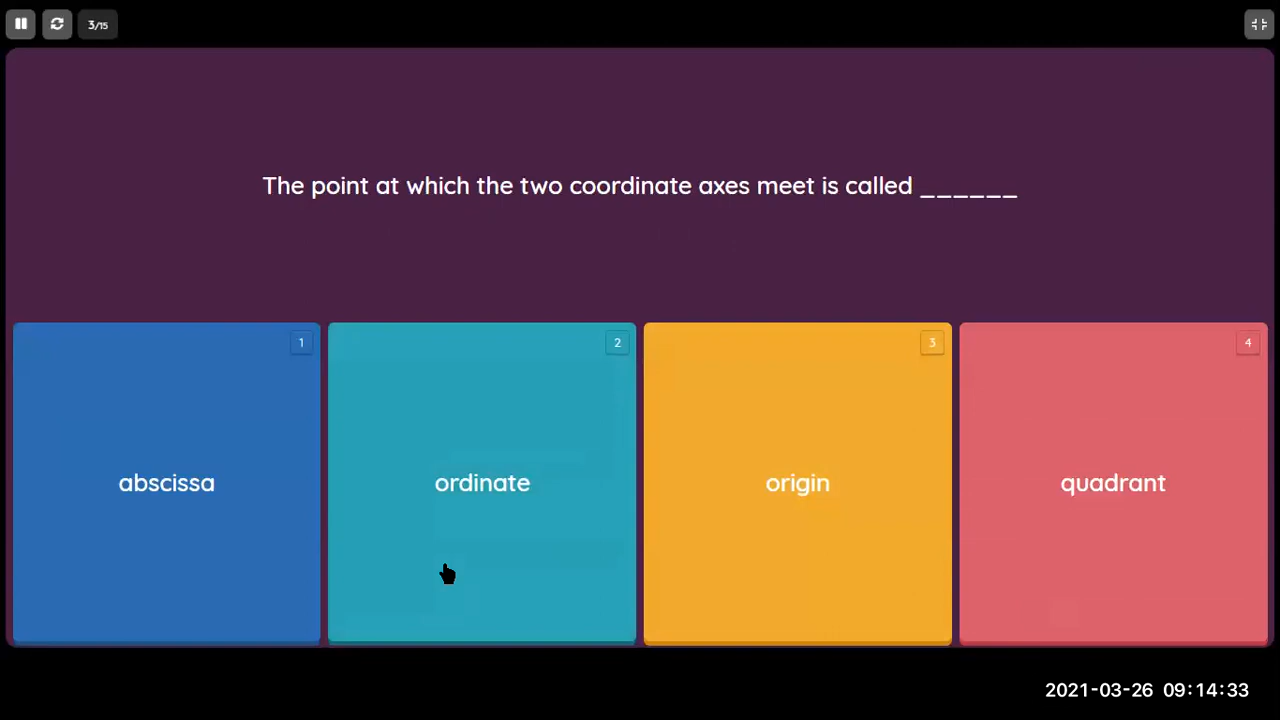 3/15
The point at which the two coordinate axes meet is called ______
1
2
3
4
abscissa
ordinate
origin
quadrant
2021-03-26 09:14:33